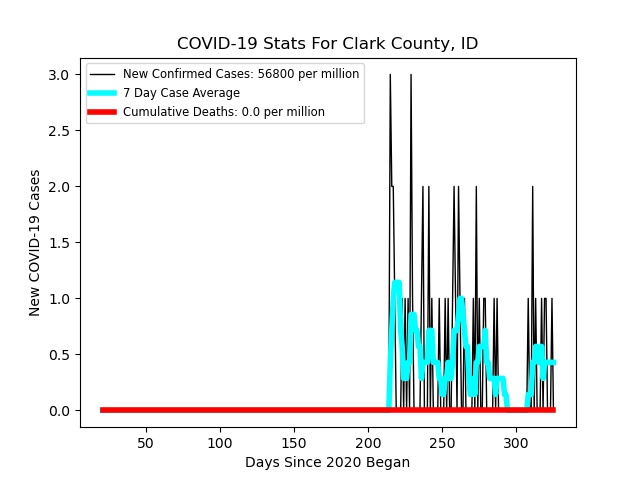 COVID-19 Stats For Clark County, ID
New Confirmed Cases: 56800 per million
7 Day Case Average
Cumulative Deaths: 0.0 per million
New COVID-19 Cases
3.0
2.5
2.0
1.5
1.0
0.5
0.0
50 100 150 200 250 300
Days Since 2020 Began